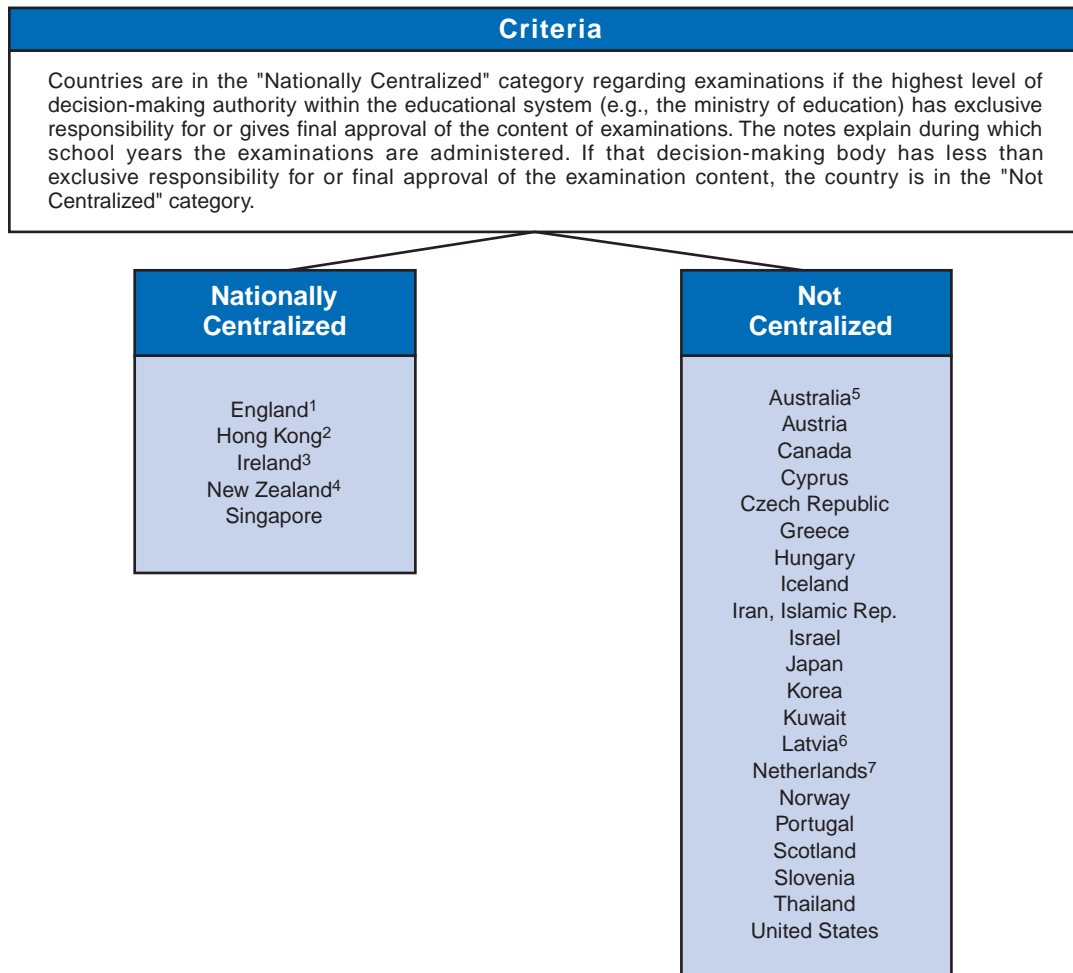 Criteria
Countries are in the "Nationally Centralized" category regarding examinations if the highest level of
decision-making authority within the educational system (e.g., the ministry of education) has exclusive
responsibility for or gives final approval of the content of examinations. The notes explain during which
school years the examinations are administered. If that decision-making body has less than
exclusive responsibility for or final approval of the examination content, the country is in the "Not
Centralized" category.
Nationally
Centralized
England1
Hong Kong2
Ireland3
New Zealand4
Singapore
Not
Centralized
Australia5
Austria
Canada
Cyprus
Czech Republic
Greece
Hungary
Iceland
Iran, Islamic Rep.
Israel
Japan
Korea
Kuwait
Latvia6
Netherlands7
Norway
Portugal
Scotland
Slovenia
Thailand
United States